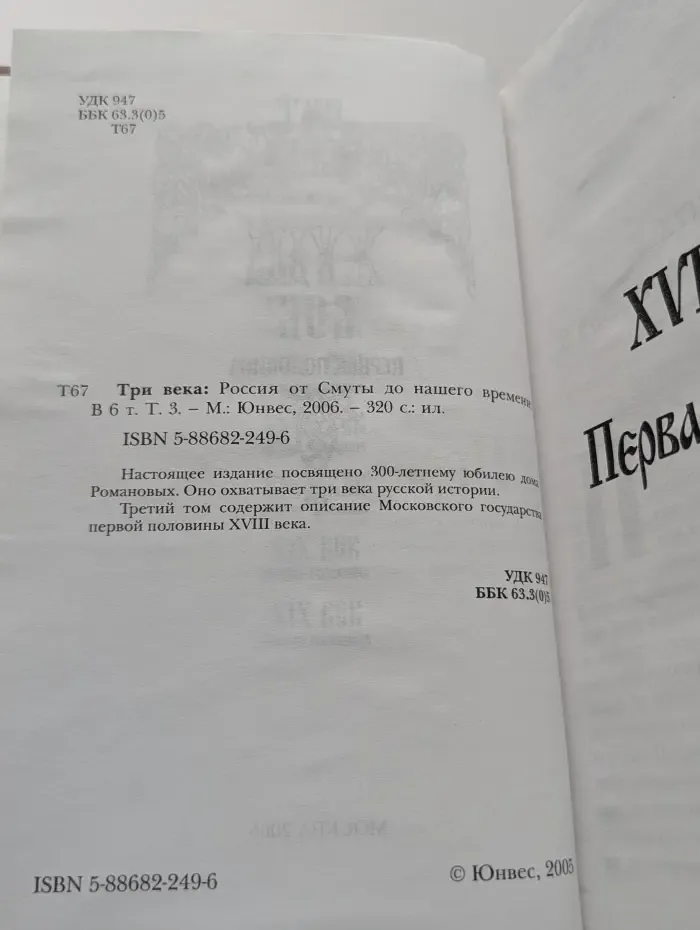 УДК 947
ББК 63.3(0)5
Т67
Т67 Три века: Россия от Смуты до нашего времени.
В 6 т. Т. 3. – М.: Юнвес, 2006. – 320 с.: ил.
ISBN 5-88682-249-6
Настоящее издание посвящено 300-летнему юбилею дома
Романовых. Оно охватывает три века русской истории.
Третий том содержит описание Московского государства
первой половины XVIII века.
УДК 947
ББК 63.3(0)5
ISBN 5-88682-249-6
© Юнвес, 2005
XVI
Перва